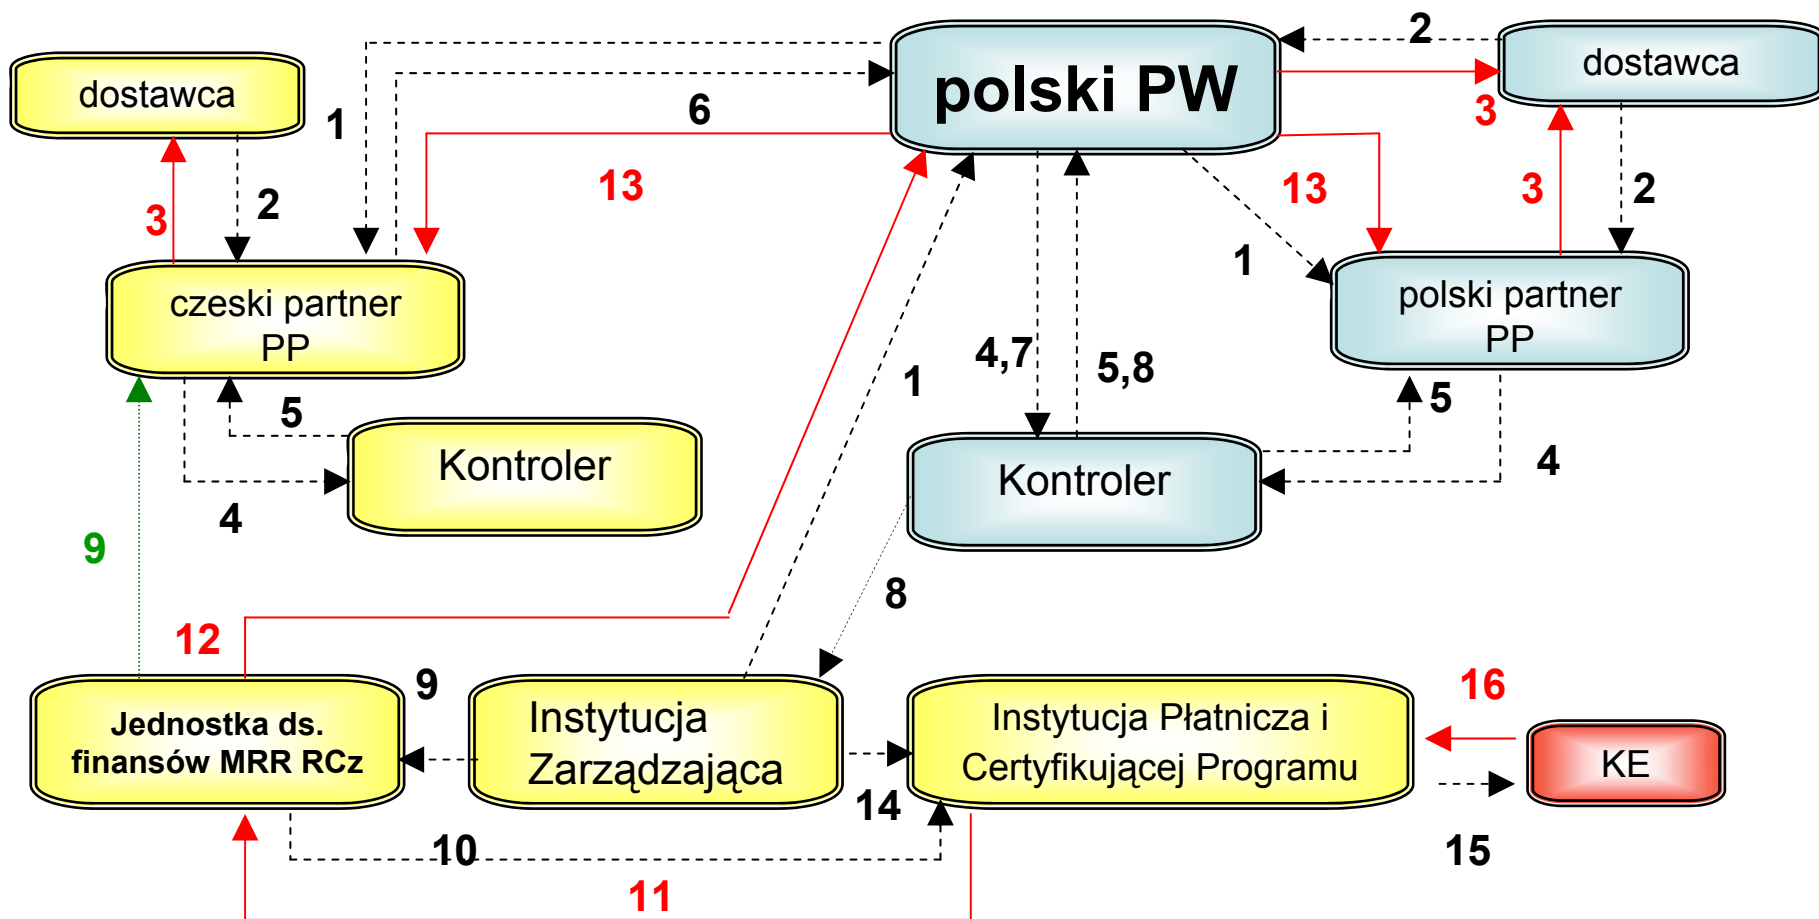 2
dostawca
polski PW
dostawca
1
6
3
13
13
3
2
3
2
1
czeski partner
PP
polski partner
PP
4,7
5,8
1
5
5
Kontroler
Kontroler
4
4
9
8
12
9
16
Jednostka ds.
finansów MRR RCz
Instytucja
Zarządzająca
Instytucja Płatnicza i
Certyfikującej Programu
KE
14
10
15
11